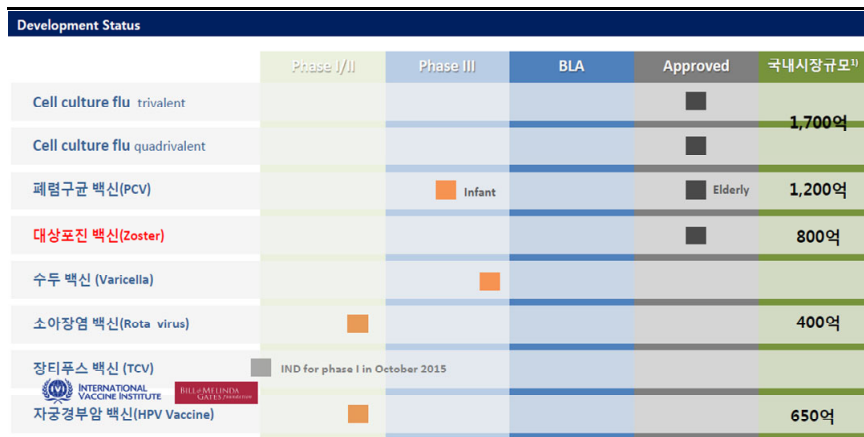 Development Status
Phase I/II Phase III BLA Approved 국내시장규모1)
Cell culture flu trivalent
1,700억
Cell culture flu quadrivalent
폐렴구균 백신(PCV) Infant Elderly 1,200억
대상포진 백신(Zoster) 800억
수두 백신 (Varicella)
소아장염 백신(Rota virus) 400억
장티푸스 백신 (TCV) IND for phase I in October 2015
INTERNATIONAL
VACCINE INSTITUTE
BILL & MELINDA
GATES foundation
자궁경부암 백신(HPV Vaccine) 650억